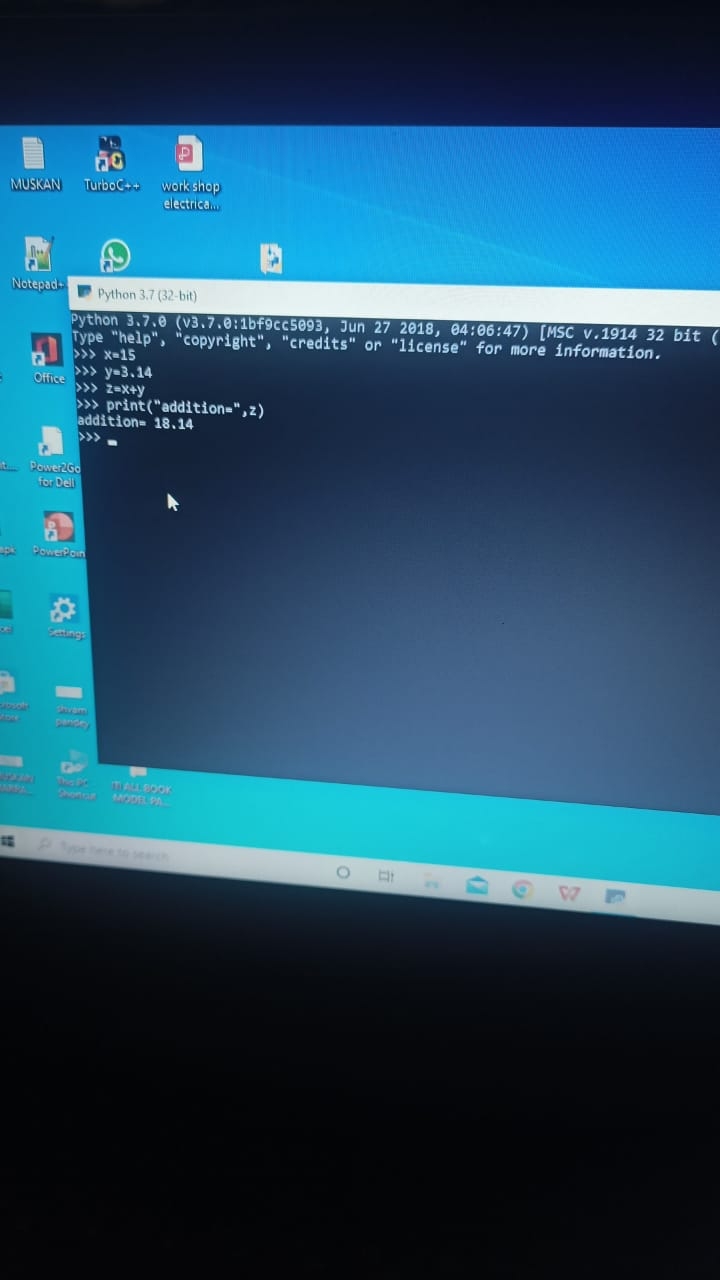 MUSKAN
TurboC++
work shop
electrica...
Notepad+
Python 3.7 (32-bit)
Python 3.7.0 (v3.7.0:1bf9cc5093, Jun 27 2018, 04:06:47) [MSC v.1914 32 bit (
Type "help", "copyright", "credits" or "license" for more information.
>>> x=15
>>> y=3.14
>>> z=x+y
>>> print("addition=",z)
addition= 18.14
>>>
Office
Power2Go
for Dell
PowerPoin
Settings
shivam
pandey
This PC
Shortcut
ITI ALL BOOK
MODEL PA...
Type here to search